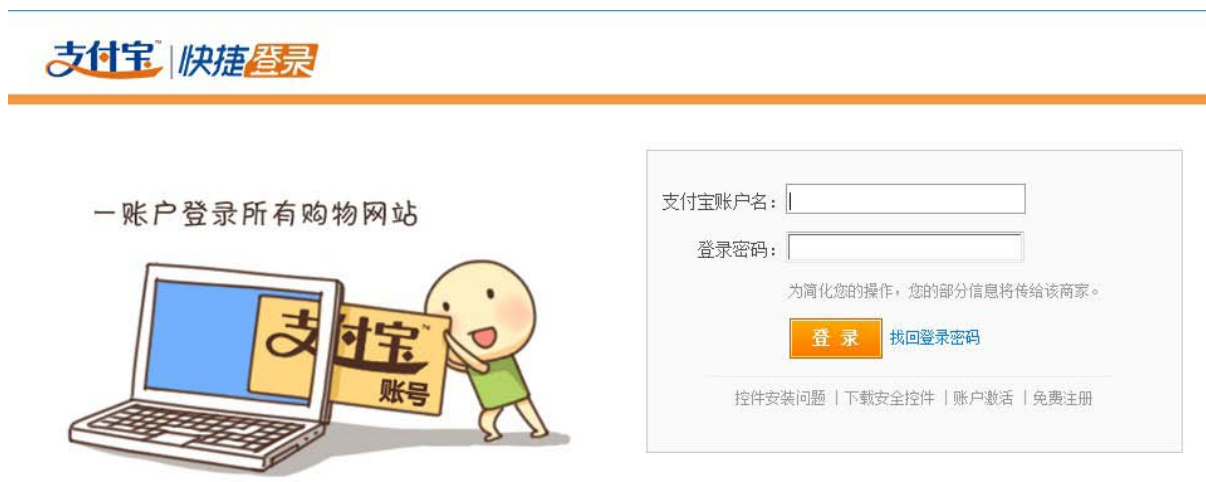 支付宝™ | 快捷登录
一账户登录所有购物网站
支付宝™
账号
支付宝账户名：
登录密码：
为简化您的操作，您的部分信息将传给该商家。
登 录 找回登录密码
控件安装问题 | 下载安全控件 | 账户激活 | 免费注册